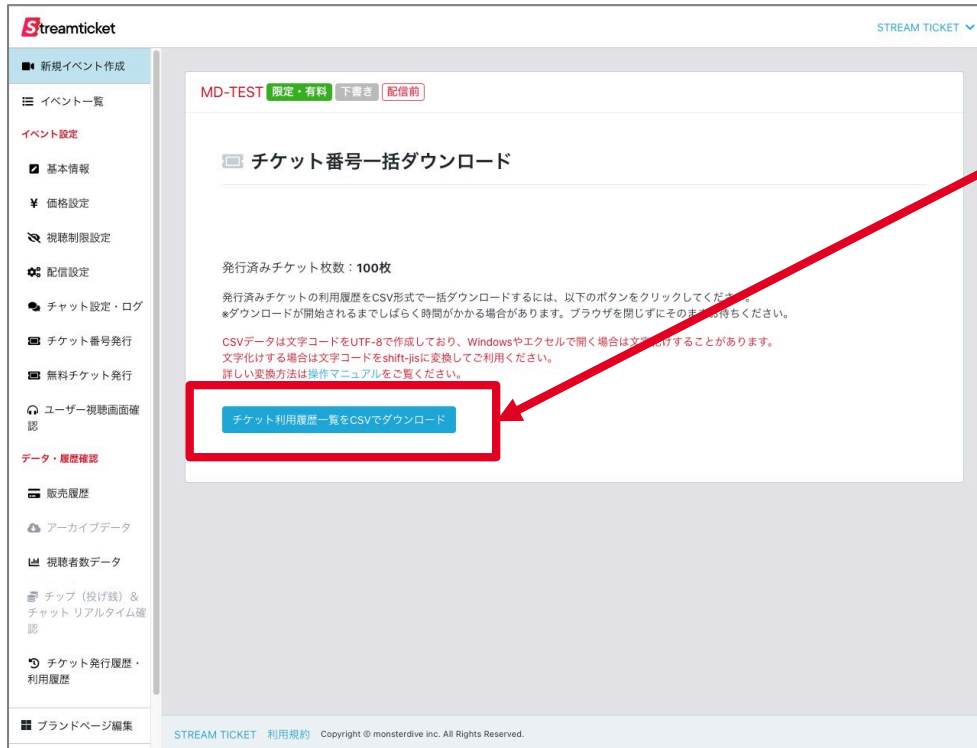 Streamticket
STREAM TICKET
新規イベント作成
イベント一覧
イベント設定
基本情報
価格設定
視聴制限設定
配信設定
チャット設定・ログ
チケット番号発行
無料チケット発行
ユーザー視聴画面確
認
データ・履歴確認
販売履歴
アーカイブデータ
視聴者数データ
チップ（投げ銭）＆
チャット リアルタイム確
認
チケット発行履歴・
利用履歴
ブランドページ編集
MD-TEST 限定・有料 下書き 配信前
チケット番号一括ダウンロード
発行済みチケット枚数：100枚
発行済みチケットの利用履歴をCSV形式で一括ダウンロードするには、以下のボタンをクリックしてください。
※ダウンロードが開始されるまでしばらく時間がかかる場合があります。ブラウザを閉じずにそのままお待ちください。
CSVデータは文字コードをUTF-8で作成しており、Windowsやエクセルで開く場合は文字化けすることがあります。
文字化けする場合は文字コードをshift-jisに変換してご利用ください。
詳しい変換方法は操作マニュアルをご覧ください。
チケット利用履歴一覧をCSVでダウンロード
STREAM TICKET 利用規約 Copyright © monsterdive inc. All Rights Reserved.